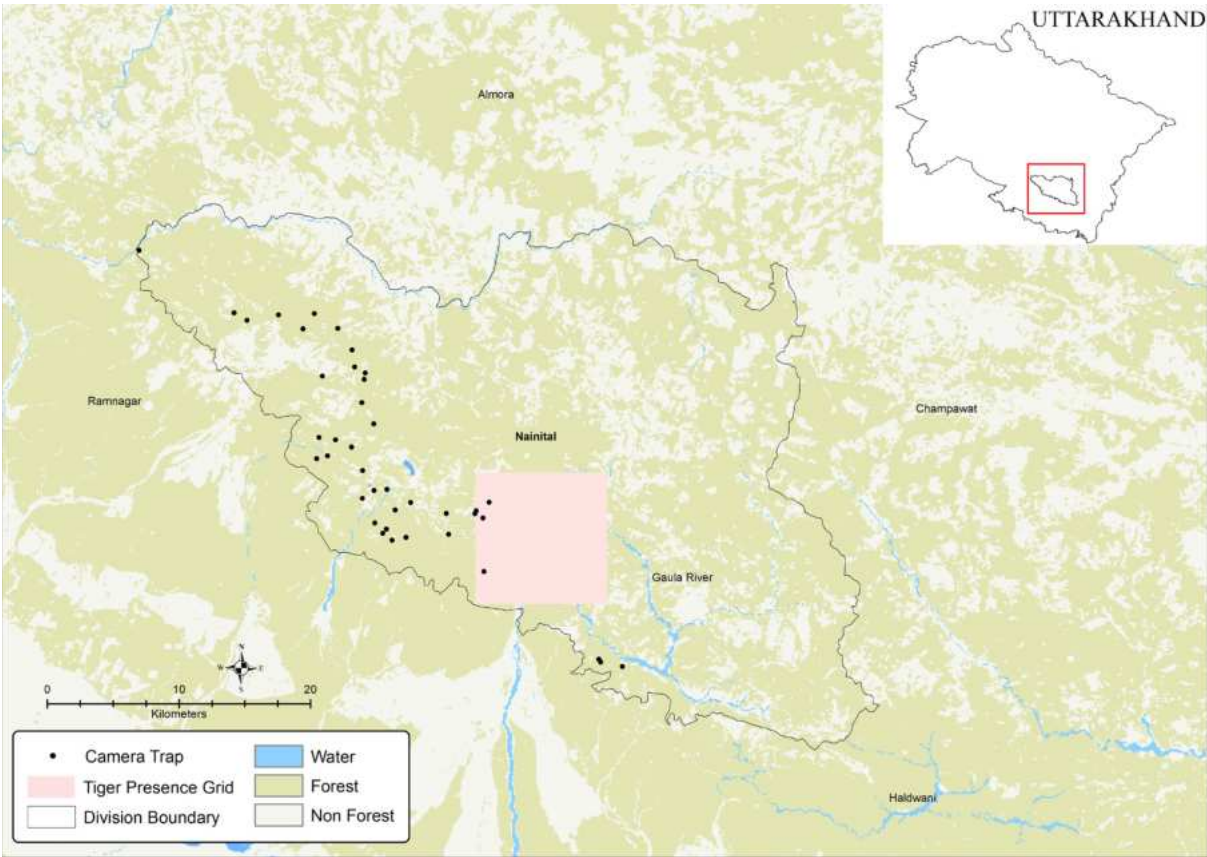 UTTARAKHAND
Almora
Ramnagar
Champawat
Nainital
Gaula River
N
W E
S
0 10 20
Kilometers
Camera Trap
Water
Tiger Presence Grid
Forest
Division Boundary
Non Forest
Haldwani